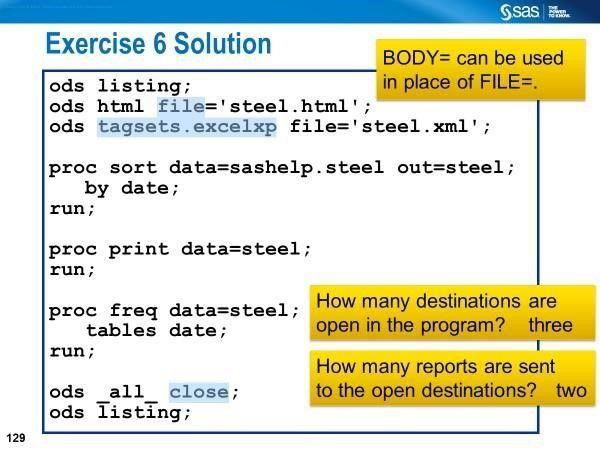 sas THE
POWER
TO KNOW.
Exercise 6 Solution
BODY= can be used
in place of FILE=.
ods listing;
ods html file='steel.html';
ods tagsets.excelxp file='steel.xml';
proc sort data=sashelp.steel out=steel;
by date;
run;
proc print data=steel;
run;
proc freq data=steel;
tables date;
run;
How many destinations are
open in the program? three
How many reports are sent
to the open destinations? two
ods _all_ close;
ods listing;
129